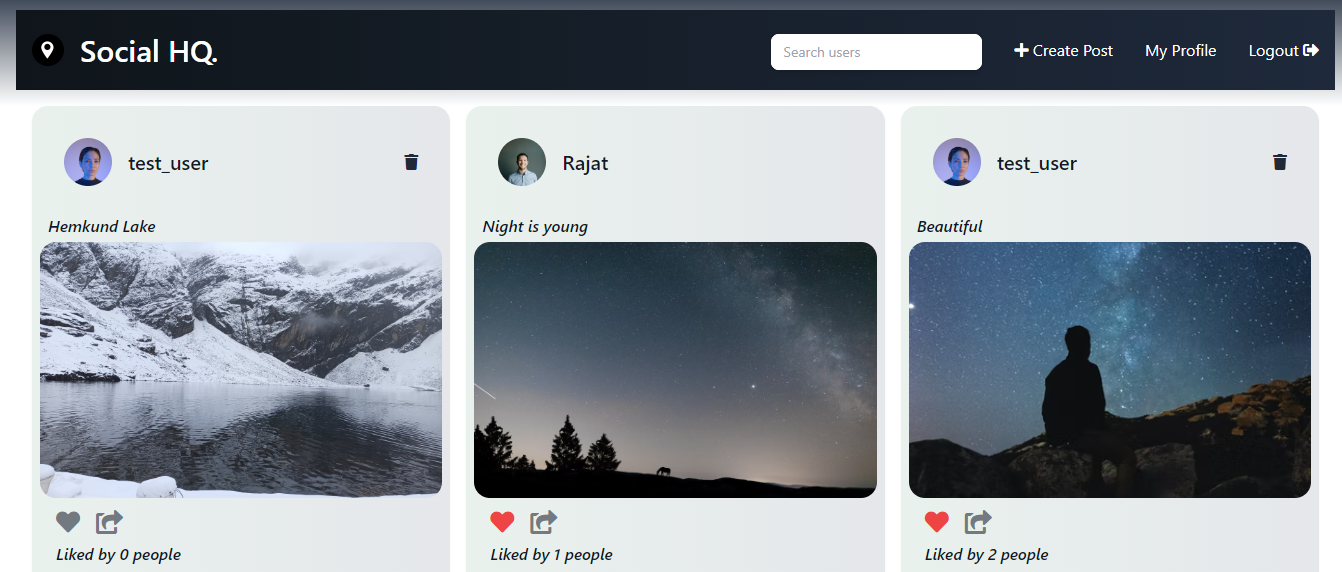 Social HQ.
Search users
Create Post
My Profile
Logout
test_user
Rajat
test_user
Hemkund Lake
Night is young
Beautiful
Liked by 0 people
Liked by 1 people
Liked by 2 people